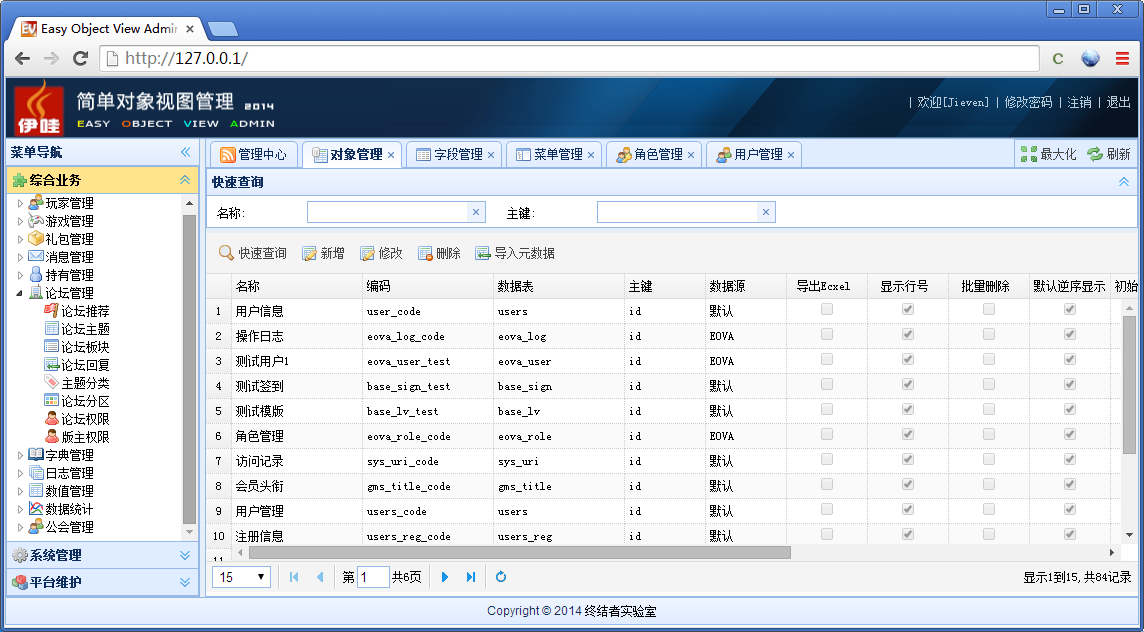 EV Easy Object View Admin
http://127.0.0.1/
C
伊哇
简单对象视图管理 2014
EASY OBJECT VIEW ADMIN
| 欢迎[Jieven] | 修改密码 | 注销 | 退出
菜单导航
管理中心 对象管理 字段管理 菜单管理 角色管理 用户管理 最大化 刷新
综合业务
玩家管理
游戏管理
礼包管理
消息管理
持有管理
论坛管理
论坛推荐
论坛主题
论坛板块
论坛回复
主题分类
论坛分区
论坛权限
版主权限
字典管理
日志管理
数值管理
数据统计
公会管理
系统管理
平台维护
快速查询
名称: 主键:
快速查询 新增 修改 删除 导入元数据
名称 编码 数据表 主键 数据源 导出Ecxel 显示行号 批量删除 默认逆序显示 初始
1 用户信息 user_code users id 默认
2 操作日志 eova_log_code eova_log id EOVA
3 测试用户1 eova_user_test eova_user id EOVA
4 测试签到 base_sign_test base_sign id 默认
5 测试模版 base_lv_test base_lv id 默认
6 角色管理 eova_role_code eova_role id EOVA
7 访问记录 sys_uri_code sys_uri id 默认
8 会员头衔 gms_title_code gms_title id 默认
9 用户管理 users_code users id 默认
10 注册信息 users_reg_code users_reg id 默认
11
15 第 1 共6页 显示1到15, 共84记录
Copyright © 2014 终结者实验室